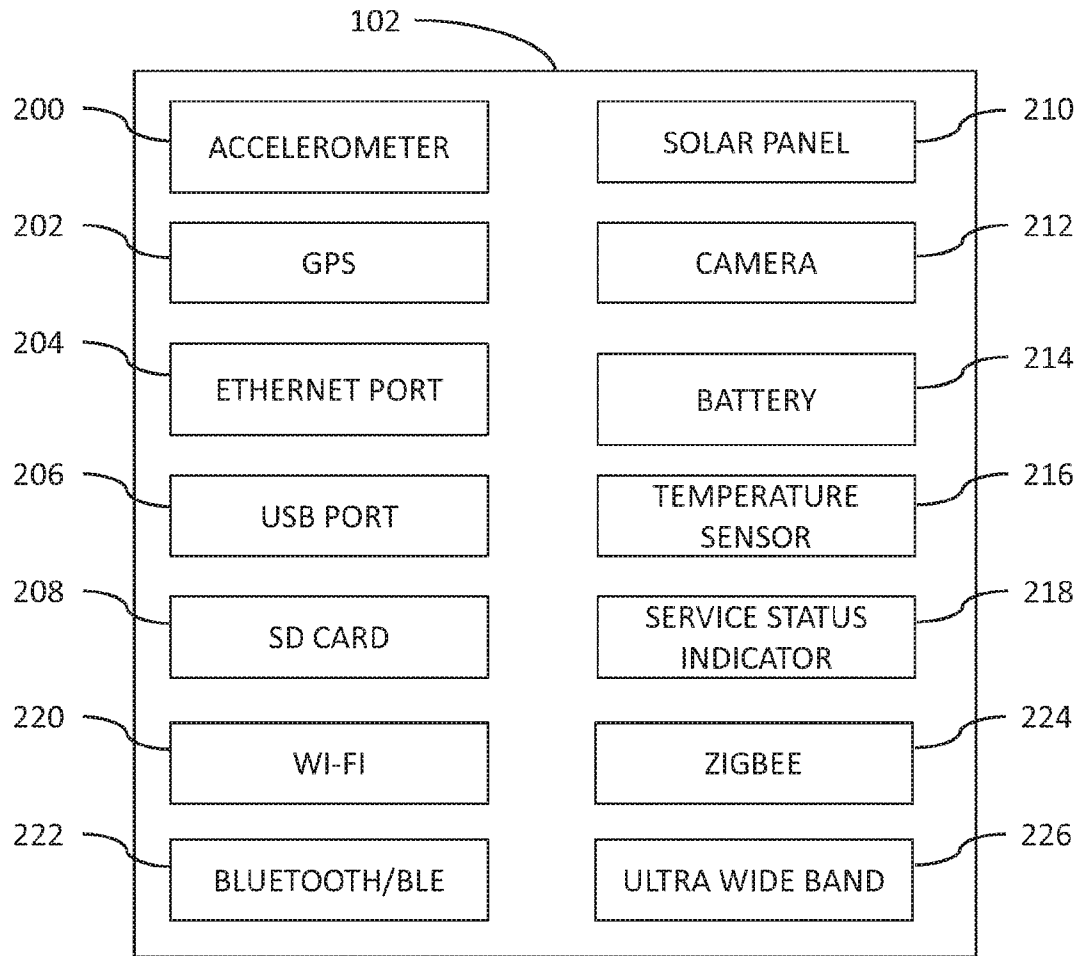 102
200
ACCELEROMETER
SOLAR PANEL
210
202
GPS
CAMERA
212
204
ETHERNET PORT
BATTERY
214
206
USB PORT
TEMPERATURE
SENSOR
216
208
SD CARD
SERVICE STATUS
INDICATOR
218
220
WI-FI
ZIGBEE
224
222
BLUETOOTH/BLE
ULTRA WIDE BAND
226